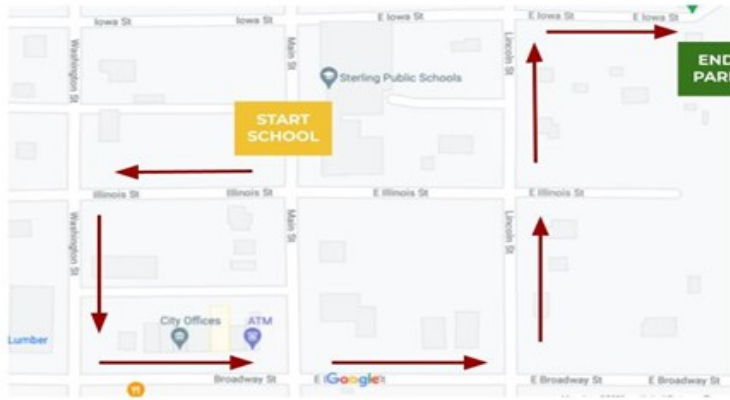 Iowa St
Iowa St
E Iowa St
E Iowa St
E Iowa St
Washington St
Main St
Lincoln St
Sterling Public Schools
END
PAR
START
SCHOOL
Illinois St
Illinois St
E Illinois St
E Illinois St
Washington St
Main St
Lincoln St
City Offices
ATM
Lumber
Broadway St
E
Google
E Broadway St
E Broadway St